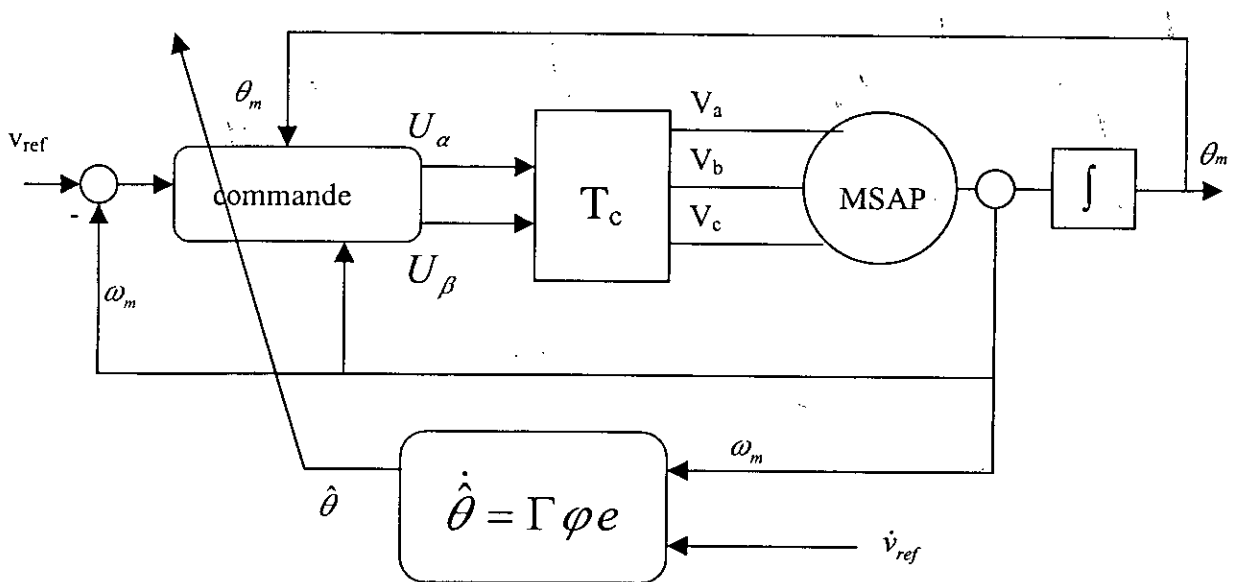 θ_m
V_a
U_α
v_ref
θ_m
V_b
commande
T_c
MSAP
∫
-
V_c
U_β
ω_m
ω_m
θ̂
θ̂̇ = Γφe
v̇_ref